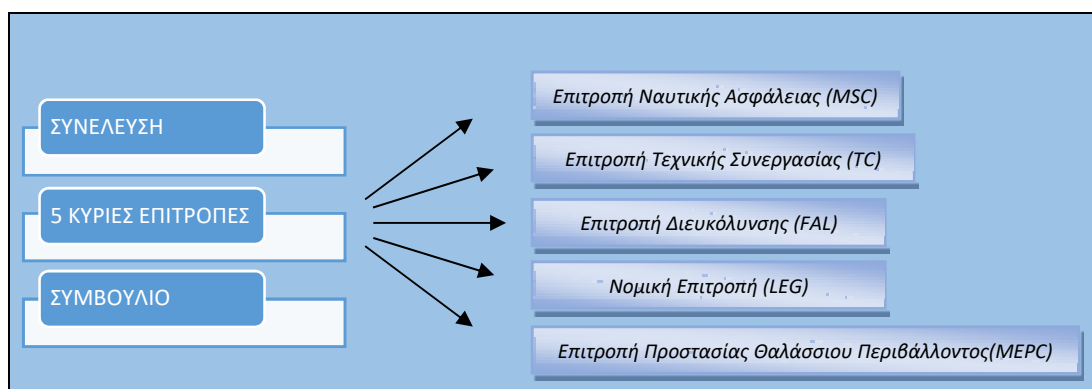 ΣΥΝΕΛΕΥΣΗ
5 ΚΥΡΙΕΣ ΕΠΙΤΡΟΠΕΣ
ΣΥΜΒΟΥΛΙΟ
Επιτροπή Ναυτικής Ασφάλειας (MSC)
Επιτροπή Τεχνικής Συνεργασίας (TC)
Επιτροπή Διευκόλυνσης (FAL)
Νομική Επιτροπή (LEG)
Επιτροπή Προστασίας Θαλάσσιου Περιβάλλοντος(MEPC)